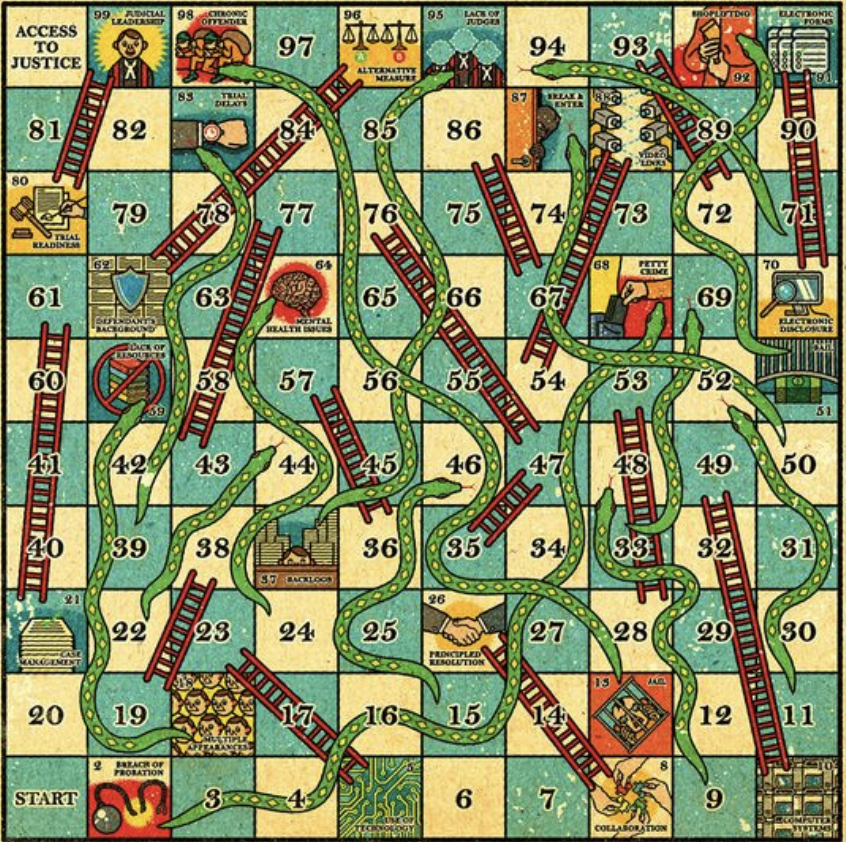 ACCESS
TO
JUSTICE
99
JUDICIAL
LEADERSHIP
98
CHRONIC
OFFENDER
97
96
A
B
ALTERNATIVE
MEASURE
95
LACK OF
JUDGES
94
93
SHOPLIFTING
92
ELECTRONIC
FORMS
91
81
82
83
TRIAL
DELAYS
84
85
86
87
BREAK &
ENTER
88
VIDEO
LINKS
89
90
80
TRIAL
READINESS
79
78
77
76
75
74
73
72
71
61
62
DEFENDANT'S
BACKGROUND
63
64
MENTAL
HEALTH ISSUES
65
66
67
68
PETTY
CRIME
69
70
ELECTRONIC
DISCLOSURE
60
LACK OF
RESOURCES
59
58
57
56
55
54
53
52
BAIL
51
41
42
43
44
45
46
47
48
49
50
40
39
38
37
BACKLOGS
36
35
34
33
32
31
21
CASE
MANAGEMENT
22
23
24
25
26
PRINCIPLED
RESOLUTION
27
28
29
30
20
19
18
MULTIPLE
APPEARANCES
17
16
15
14
13
JAIL
12
11
START
2
BREACH OF
PROBATION
3
4
5
USE OF
TECHNOLOGY
6
7
8
COLLABORATION
9
10
COMPUTER
SYSTEMS